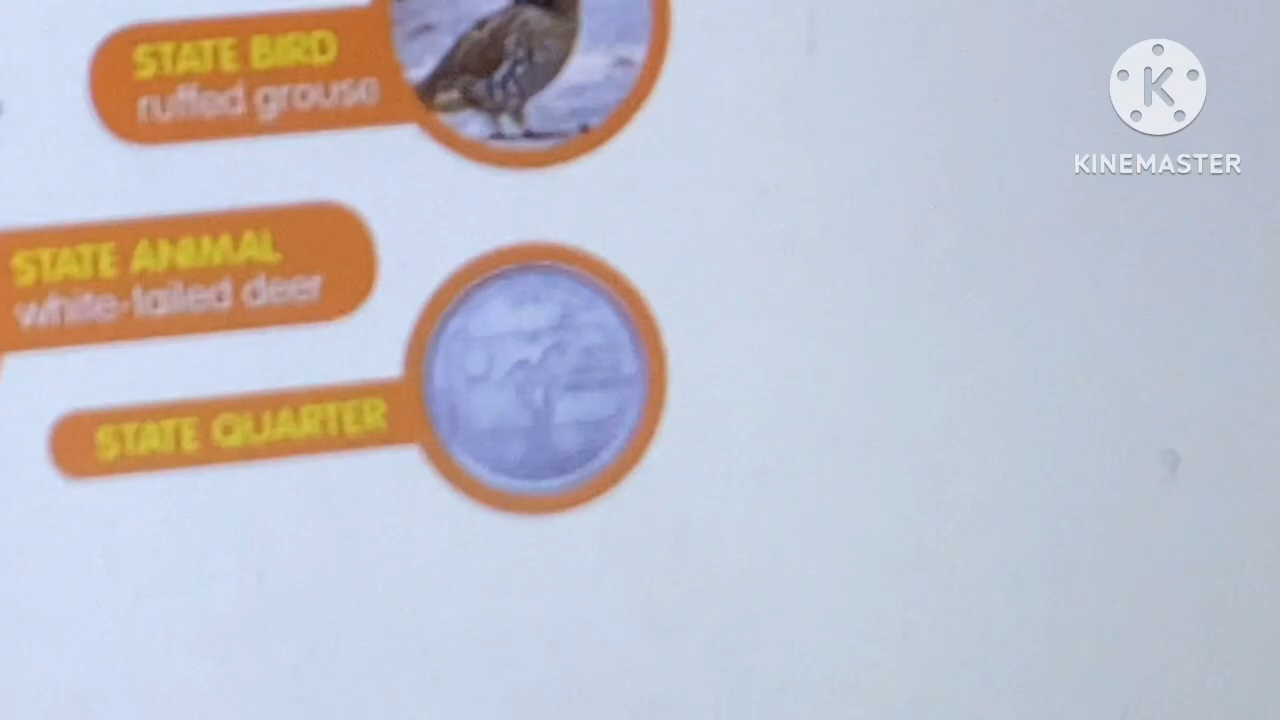 STATE BIRD
ruffed grouse
K
KINEMASTER
STATE ANIMAL
white-tailed deer
STATE QUARTER